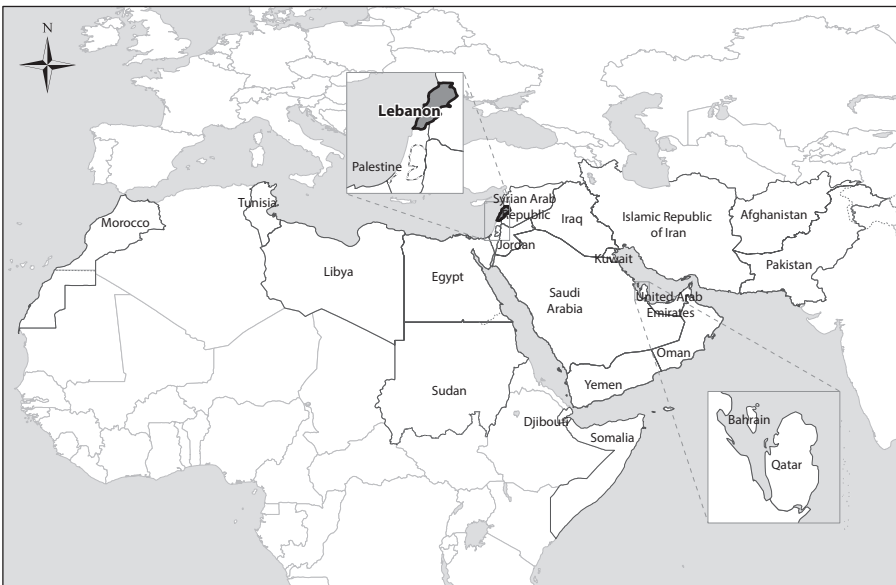 N
Lebanon
Palestine
Tunisia
Morocco
Syrian Arab
Republic
Iraq
Islamic Republic
of Iran
Afghanistan
Jordan
Kuwait
Pakistan
Libya
Egypt
Saudi
Arabia
United Arab
Emirates
Oman
Sudan
Yemen
Djibouti
Somalia
Bahrain
Qatar